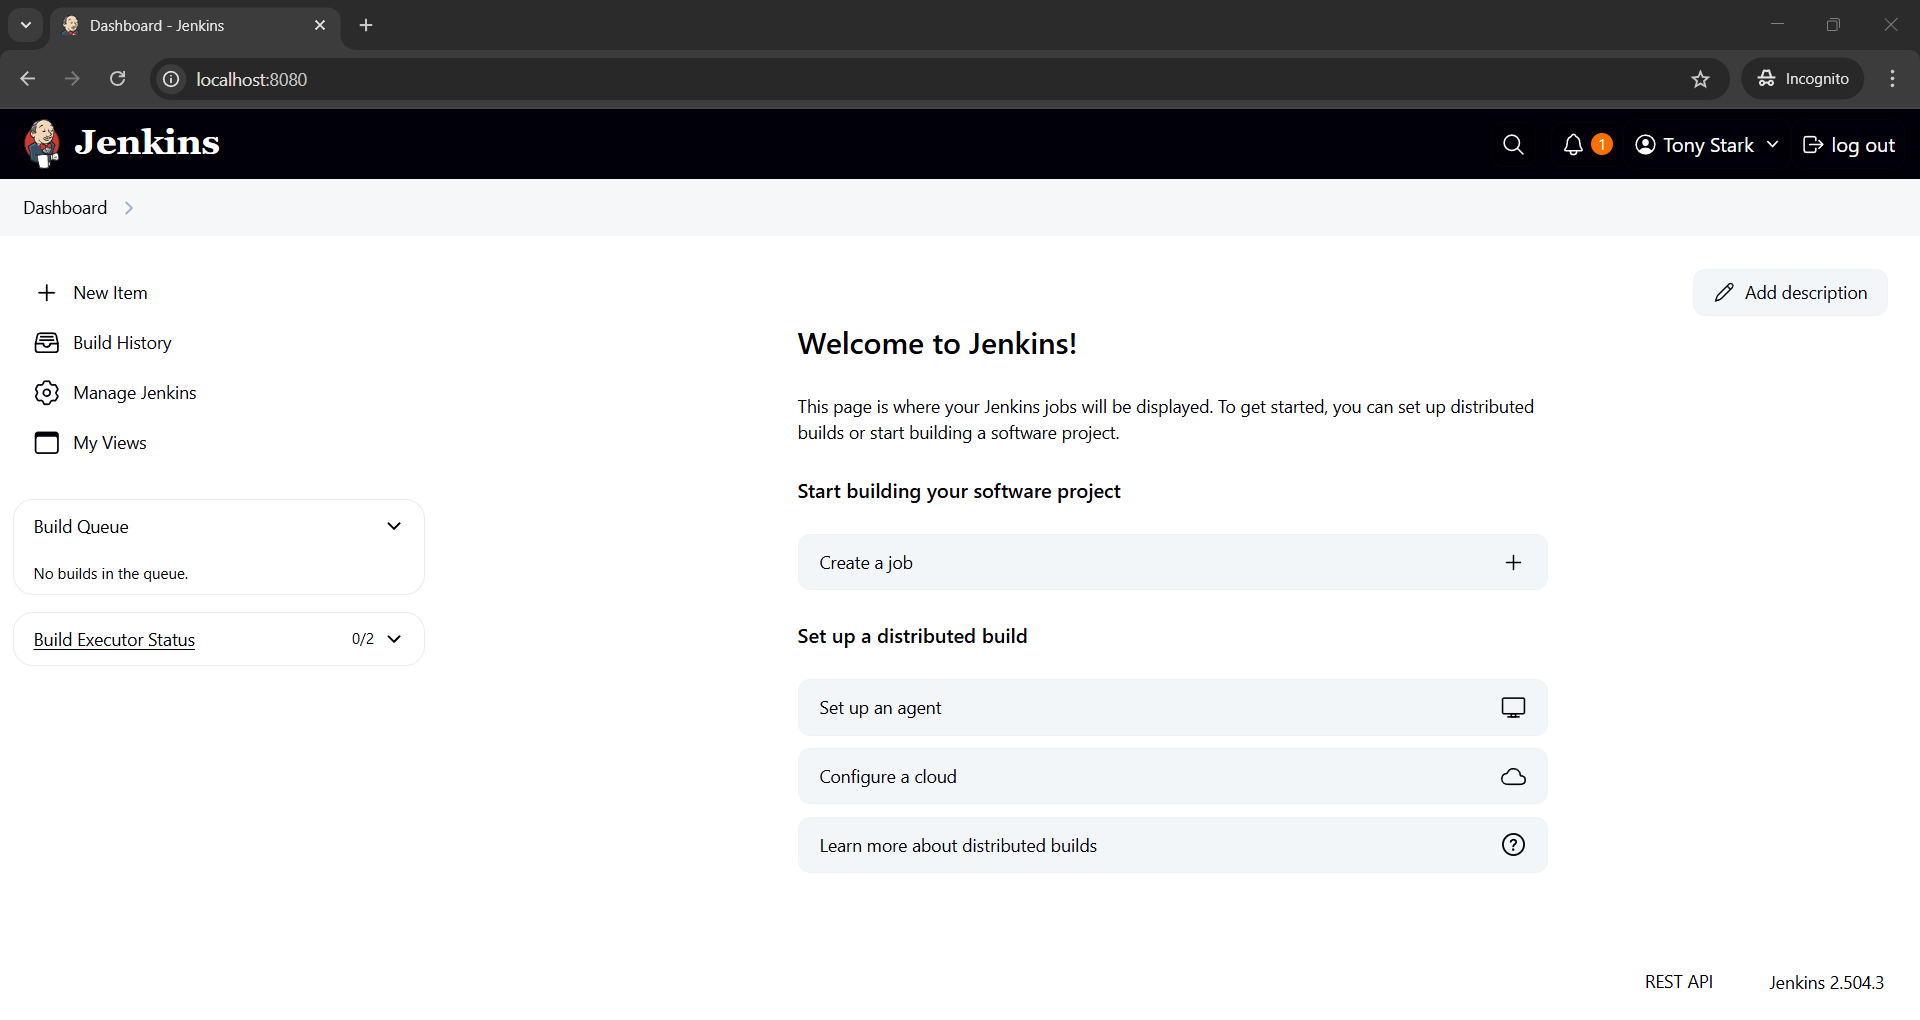 Dashboard - Jenkins
localhost:8080
Incognito
Jenkins
1
Tony Stark
log out
Dashboard
New Item
Build History
Manage Jenkins
My Views
Build Queue
No builds in the queue.
Build Executor Status
0/2
Add description
Welcome to Jenkins!
This page is where your Jenkins jobs will be displayed. To get started, you can set up distributed
builds or start building a software project.
Start building your software project
Create a job
Set up a distributed build
Set up an agent
Configure a cloud
Learn more about distributed builds
REST API
Jenkins 2.504.3